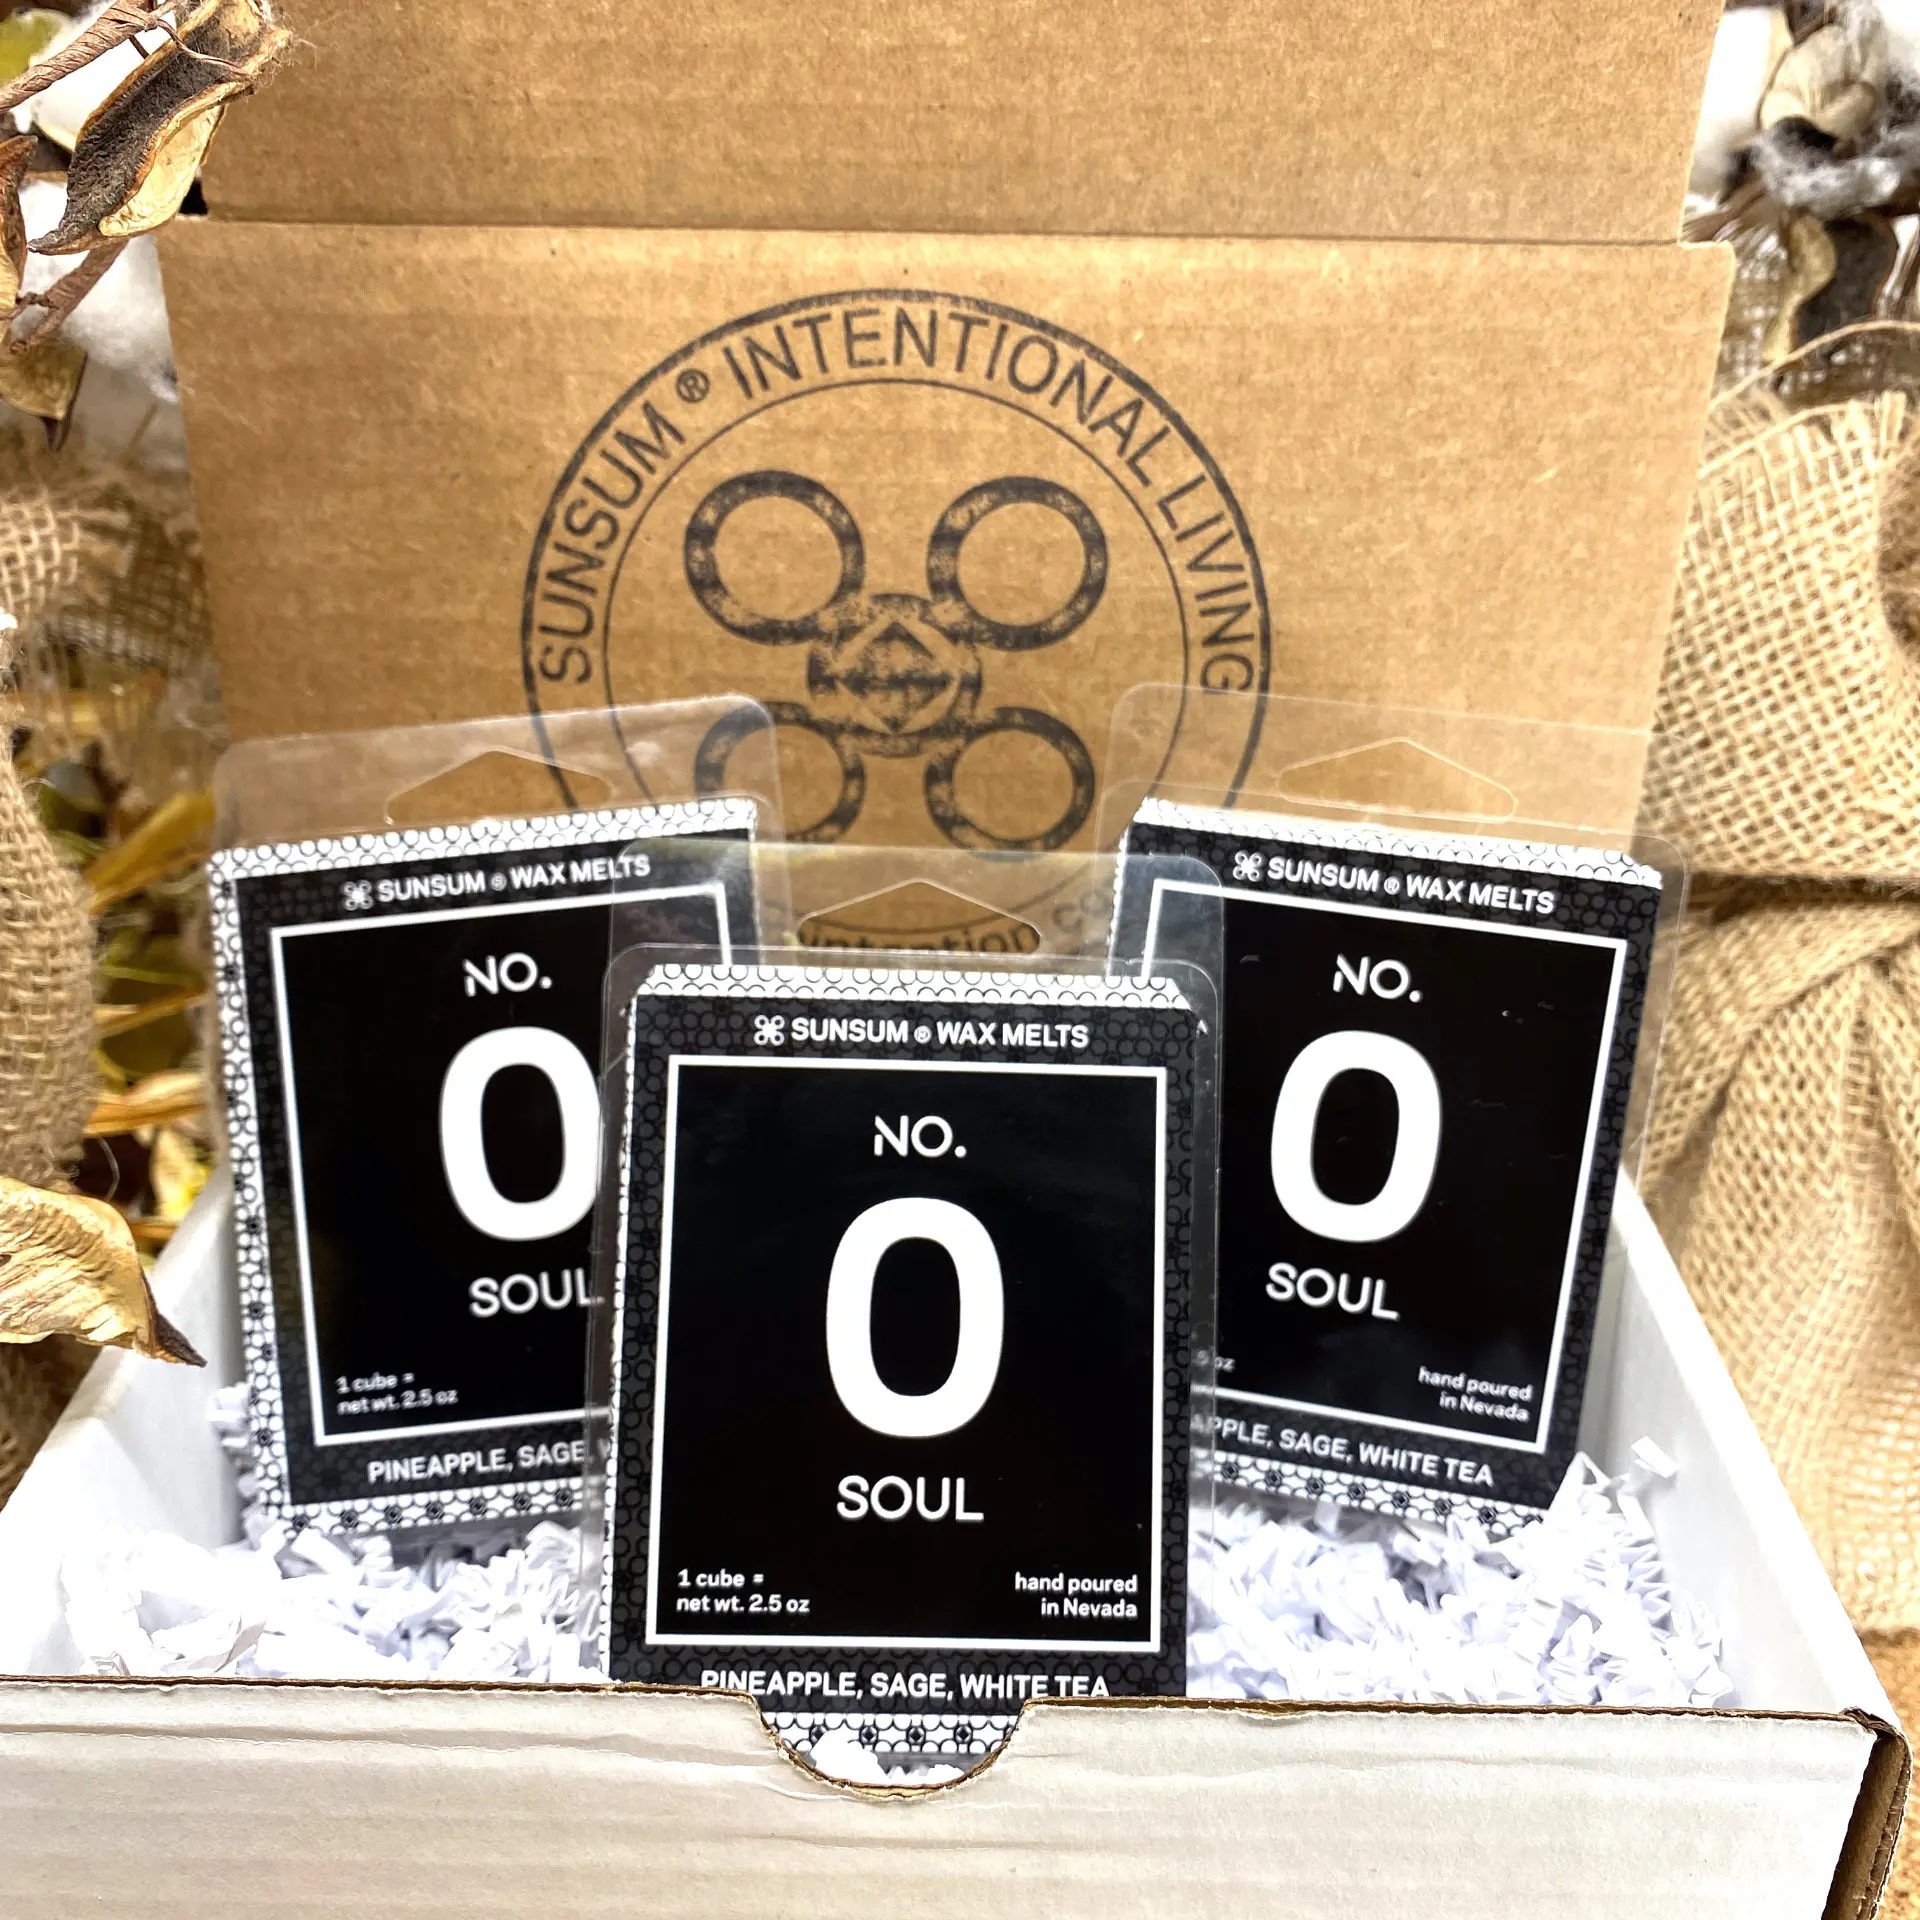 SUNSUM ® INTENTIONAL LIVING
intention
SUNSUM ® WAX MELTS
NO.
0
SOUL
1 cube =
net wt. 2.5 oz
PINEAPPLE, SAGE,
SUNSUM ® WAX MELTS
NO.
0
SOUL
1 cube =
net wt. 2.5 oz
hand poured
in Nevada
PINEAPPLE, SAGE, WHITE TEA
SUNSUM ® WAX MELTS
NO.
0
SOUL
oz
hand poured
in Nevada
SAGE, WHITE TEA